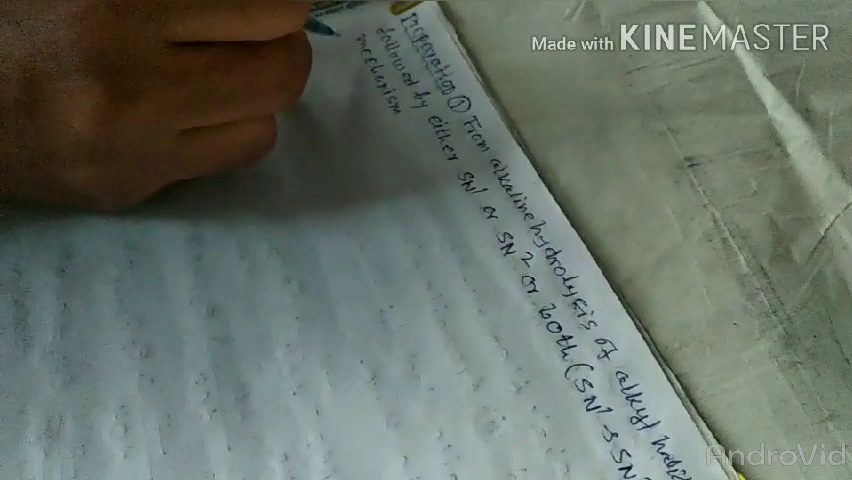 Made with KINEMASTER
Preparation ① From alkaline hydrolysis of alkyl halid
followed by either SN1 or SN2 or both (SN1 & SN
mechanism
AndroVid